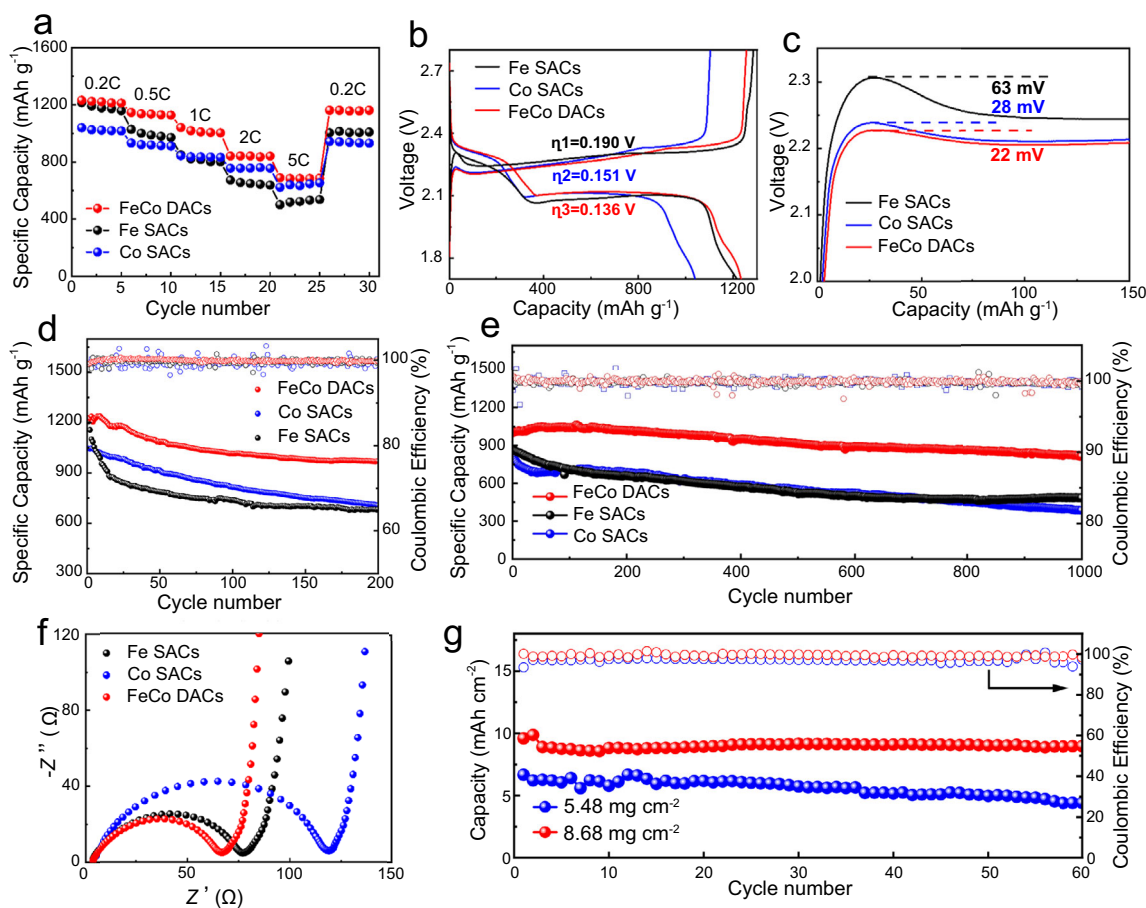 a
Specific Capacity (mAh g-1)
1600
1200
800
400
0
0.2C
0.5C
1C
2C
5C
0.2C
FeCo DACs
Fe SACs
Co SACs
0 5 10 15 20 25 30
Cycle number
b
Voltage (V)
2.7
2.4
2.1
1.8
Fe SACs
Co SACs
FeCo DACs
η1=0.190 V
η2=0.151 V
η3=0.136 V
0 400 800 1200
Capacity (mAh g-1)
c
Voltage (V)
2.3
2.2
2.1
2.0
63 mV
28 mV
22 mV
Fe SACs
Co SACs
FeCo DACs
0 50 100 150
Capacity (mAh g-1)
d
Specific Capacity (mAh g-1)
1500
1200
900
600
300
FeCo DACs
Co SACs
Fe SACs
100
80
60
Coulombic Efficiency (%)
0 50 100 150 200
Cycle number
e
Specific Capacity (mAh g-1)
1500
1200
900
600
300
0
FeCo DACs
Fe SACs
Co SACs
100
90
80
Coulombic Efficiency (%)
0 200 400 600 800 1000
Cycle number
f
-Z'' (Ω)
120
80
40
0
Fe SACs
Co SACs
FeCo DACs
0 50 100 150
Z' (Ω)
g
Capacity (mAh cm-2)
15
10
5
0
5.48 mg cm-2
8.68 mg cm-2
100
80
60
40
20
0
Coulombic Efficiency (%)
0 10 20 30 40 50 60
Cycle number